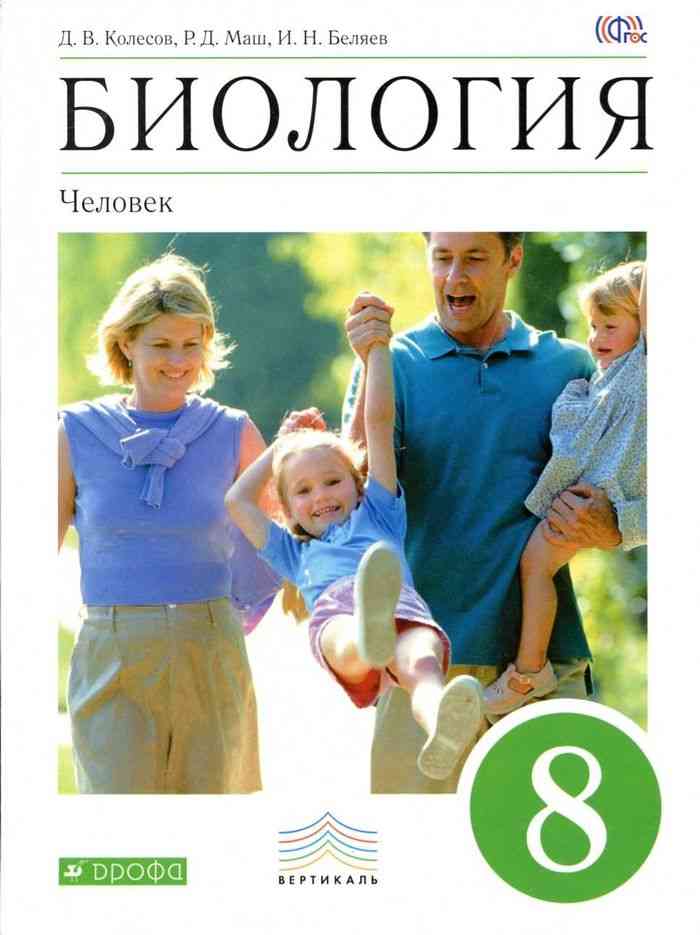 Д. В. Колесов, Р. Д. Маш, И. Н. Беляев
ФГОС
БИОЛОГИЯ
Человек
8
ДРОФА
ВЕРТИКАЛЬ